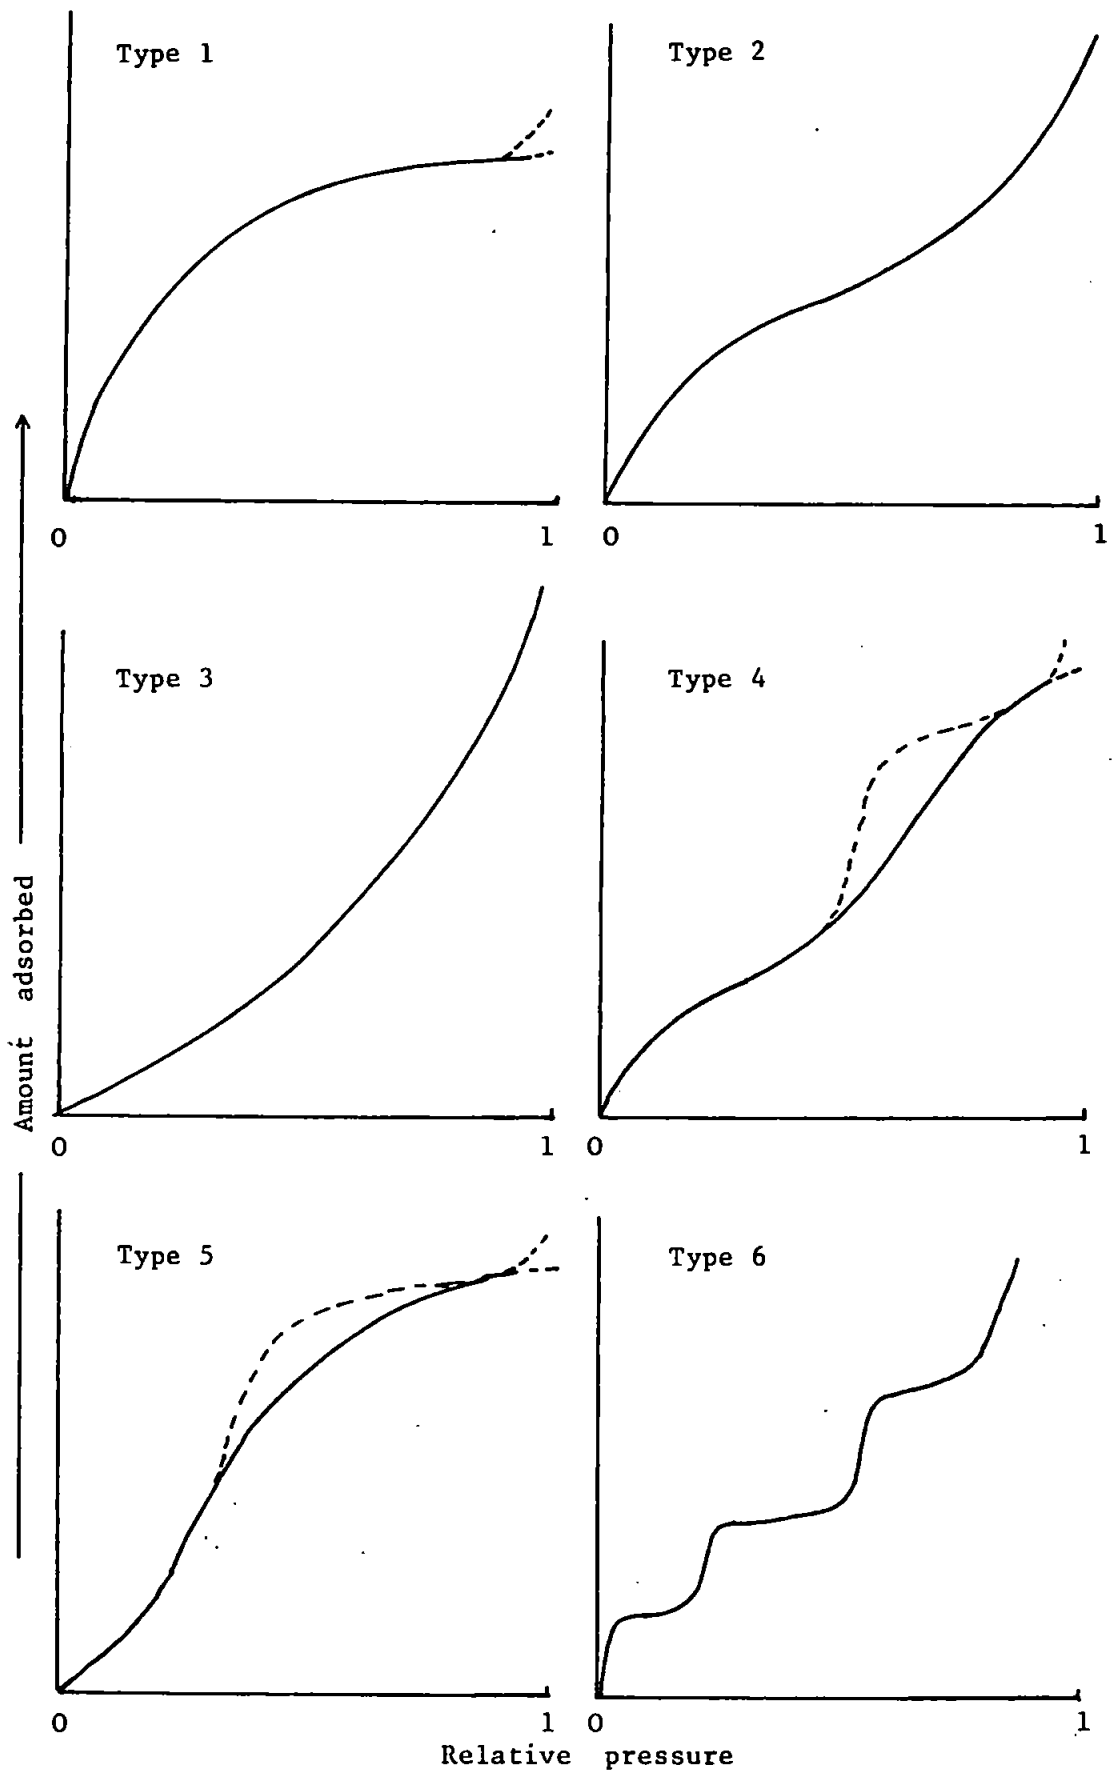 Type 1
Type 2
0 1
0 1
Type 3
Type 4
0 1
0 1
Type 5
Type 6
0 1
0 1
Amount adsorbed
Relative pressure